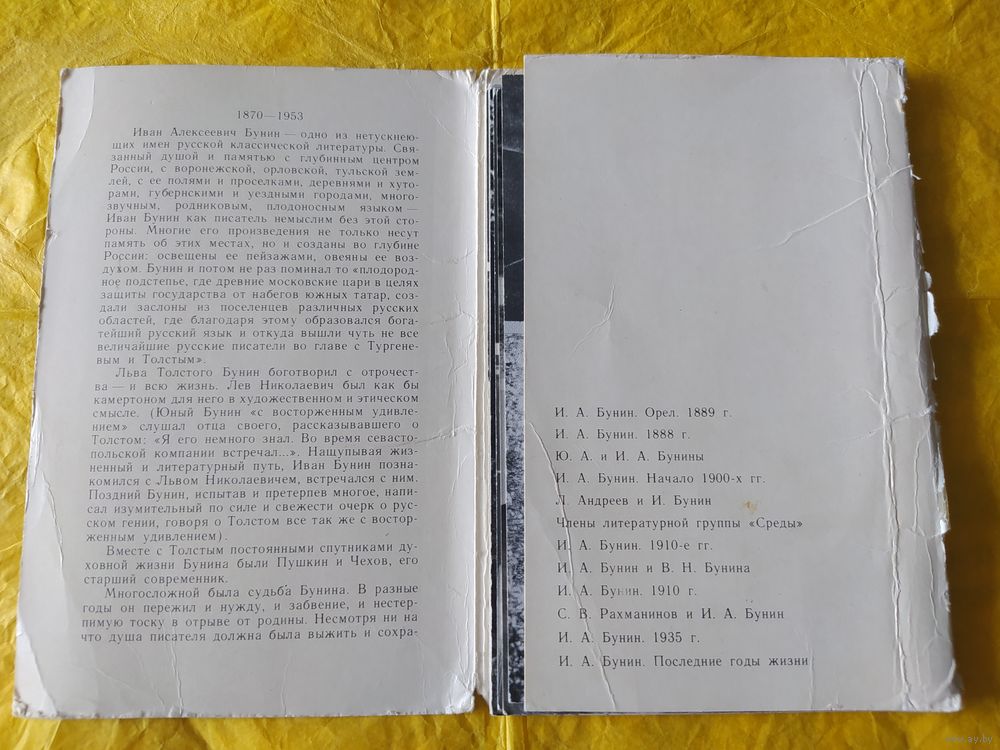 1870—1953
Иван Алексеевич Бунин — одно из нетускнею-
щих имен русской классической литературы. Свя-
занный душой и памятью с глубинным центром
России, с воронежской, орловской, тульской зем-
лей, с ее полями и проселками, деревнями и хуто-
рами, губернскими и уездными городами, много-
звучным, родниковым, плодоносным языком —
Иван Бунин как писатель немыслим без этой сто-
роны. Многие его произведения не только несут
память об этих местах, но и созданы во глубине
России: освещены ее пейзажами, овеяны ее воз-
духом. Бунин и потом не раз поминал то «плодород-
ное подстепье, где древние московские цари в целях
защиты государства от набегов южных татар, соз-
дали заслоны из поселенцев различных русских
областей, где благодаря этому образовался бога-
тейший русский язык и откуда вышли чуть не все
величайшие русские писатели во главе с Тургене-
вым и Толстым».
Льва Толстого Бунин боготворил с отрочест-
ва — и всю жизнь. Лев Николаевич был как бы
камертоном для него в художественном и этическом
смысле. (Юный Бунин «с восторженным удивле-
нием» слушал отца своего, рассказывавшего о
Толстом: «Я его немного знал. Во время севасто-
польской компании встречал...». Нащупывая жиз-
ненный и литературный путь, Иван Бунин позна-
комился с Львом Николаевичем, встречался с ним.
Поздний Бунин, испытав и претерпев многое, напи-
сал изумительный по силе и свежести очерк о рус-
ском гении, говоря о Толстом все так же с востор-
женным удивлением).
Вместе с Толстым постоянными спутниками ду-
ховной жизни Бунина были Пушкин и Чехов, его
старший современник.
Многосложной была судьба Бунина. В разные
годы он пережил и нужду, и забвение, и нестер-
пимую тоску в отрыве от родины. Несмотря ни на
что душа писателя должна была выжить и сохра-
И. А. Бунин. Орел. 1889 г.
И. А. Бунин. 1888 г.
Ю. А. и И. А. Бунины
И. А. Бунин. Начало 1900-х гг.
Л. Андреев и И. Бунин
Члены литературной группы «Среды»
И. А. Бунин. 1910-е гг.
И. А. Бунин и В. Н. Бунина
И. А. Бунин. 1910 г.
С. В. Рахманинов и И. А. Бунин
И. А. Бунин. 1935 г.
И. А. Бунин. Последние годы жизни